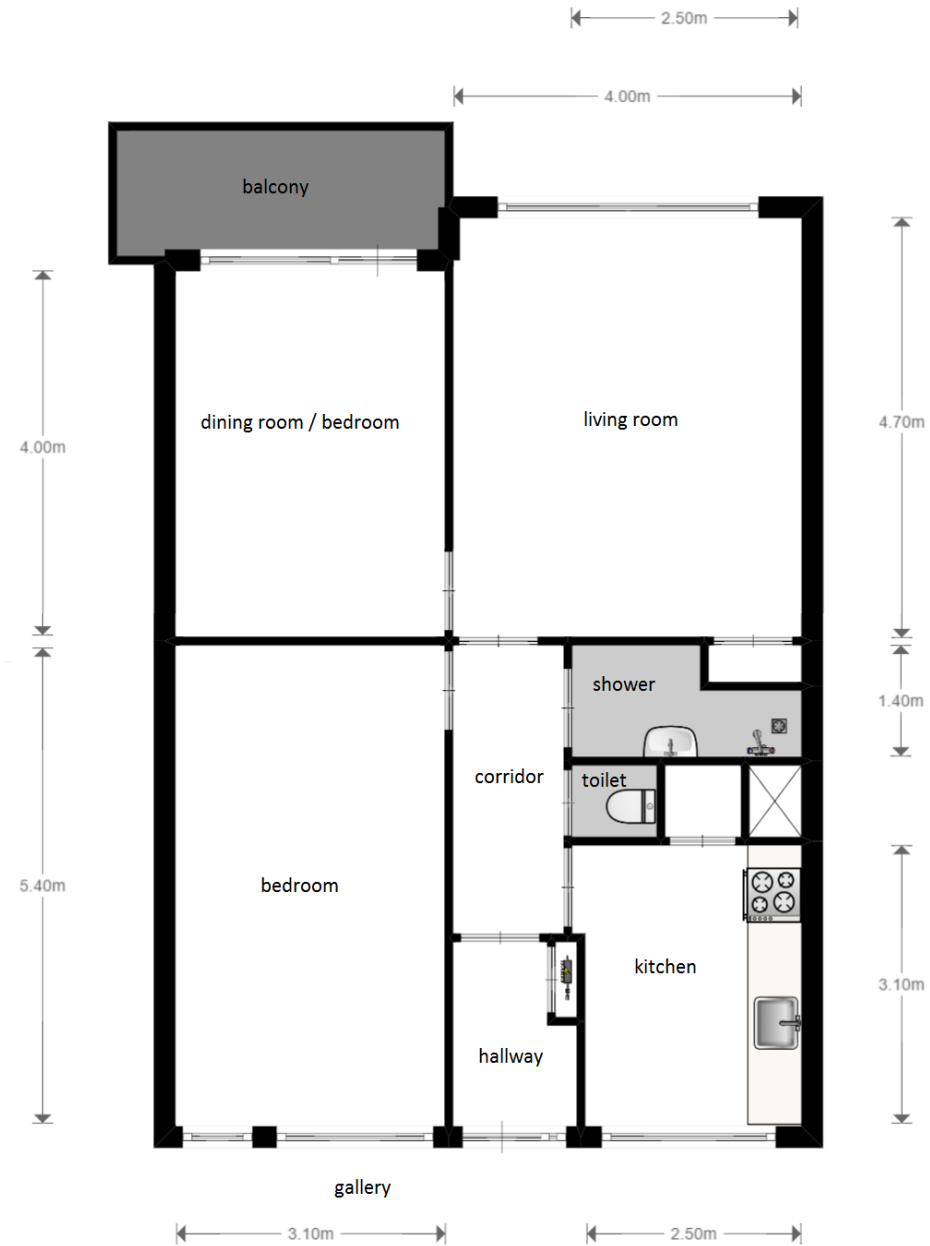 2.50m
4.00m
balcony
dining room / bedroom
living room
4.00m
4.70m
shower
1.40m
corridor
toilet
bedroom
5.40m
kitchen
3.10m
hallway
gallery
3.10m
2.50m